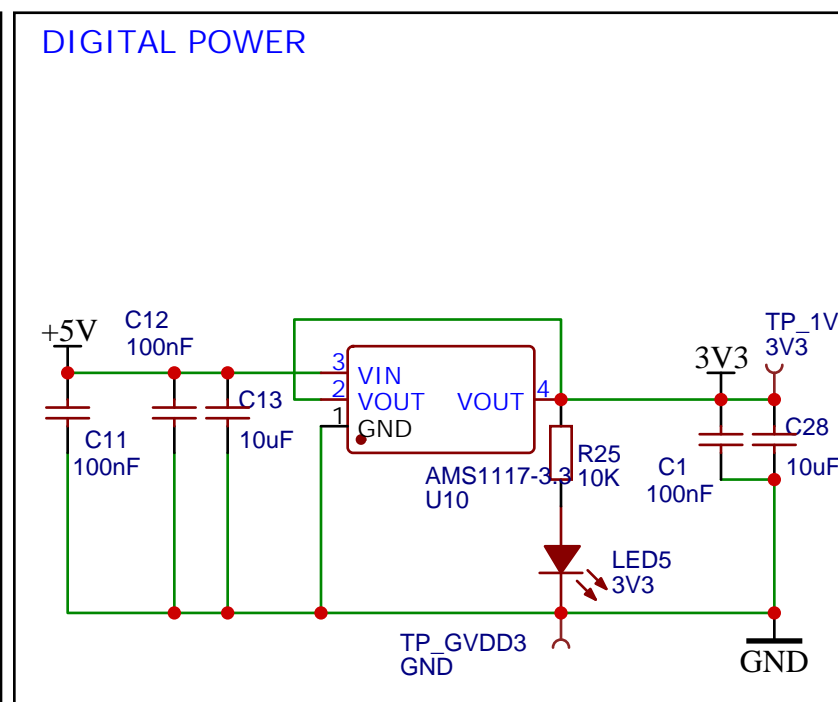 DIGITAL POWER
+5V
C12
100nF
C11
100nF
C13
10uF
3
2
1
VIN
VOUT
GND
VOUT
4
AMS1117-3.3
U10
R25
10K
LED5
3V3
TP_GVDD3
GND
3V3
TP_1V
3V3
C1
100nF
C28
10uF
GND